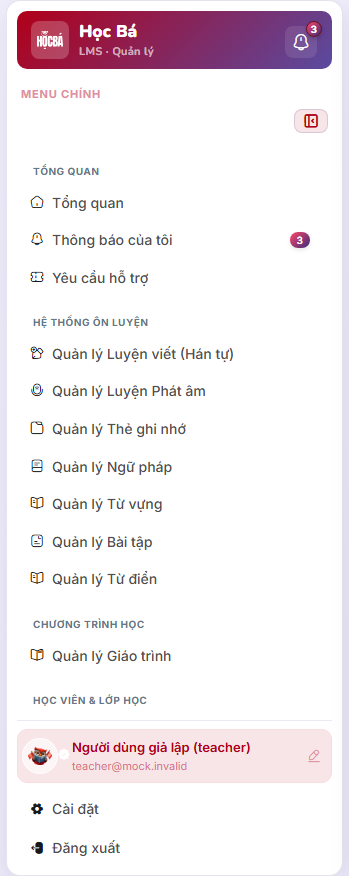 HỌCBÁ
Học Bá
LMS · Quản lý
3
MENU CHÍNH
TỔNG QUAN
Tổng quan
Thông báo của tôi
3
Yêu cầu hỗ trợ
HỆ THỐNG ÔN LUYỆN
Quản lý Luyện viết (Hán tự)
Quản lý Luyện Phát âm
Quản lý Thẻ ghi nhớ
Quản lý Ngữ pháp
Quản lý Từ vựng
Quản lý Bài tập
Quản lý Từ điển
CHƯƠNG TRÌNH HỌC
Quản lý Giáo trình
HỌC VIÊN & LỚP HỌC
Người dùng giả lập (teacher)
teacher@mock.invalid
Cài đặt
Đăng xuất